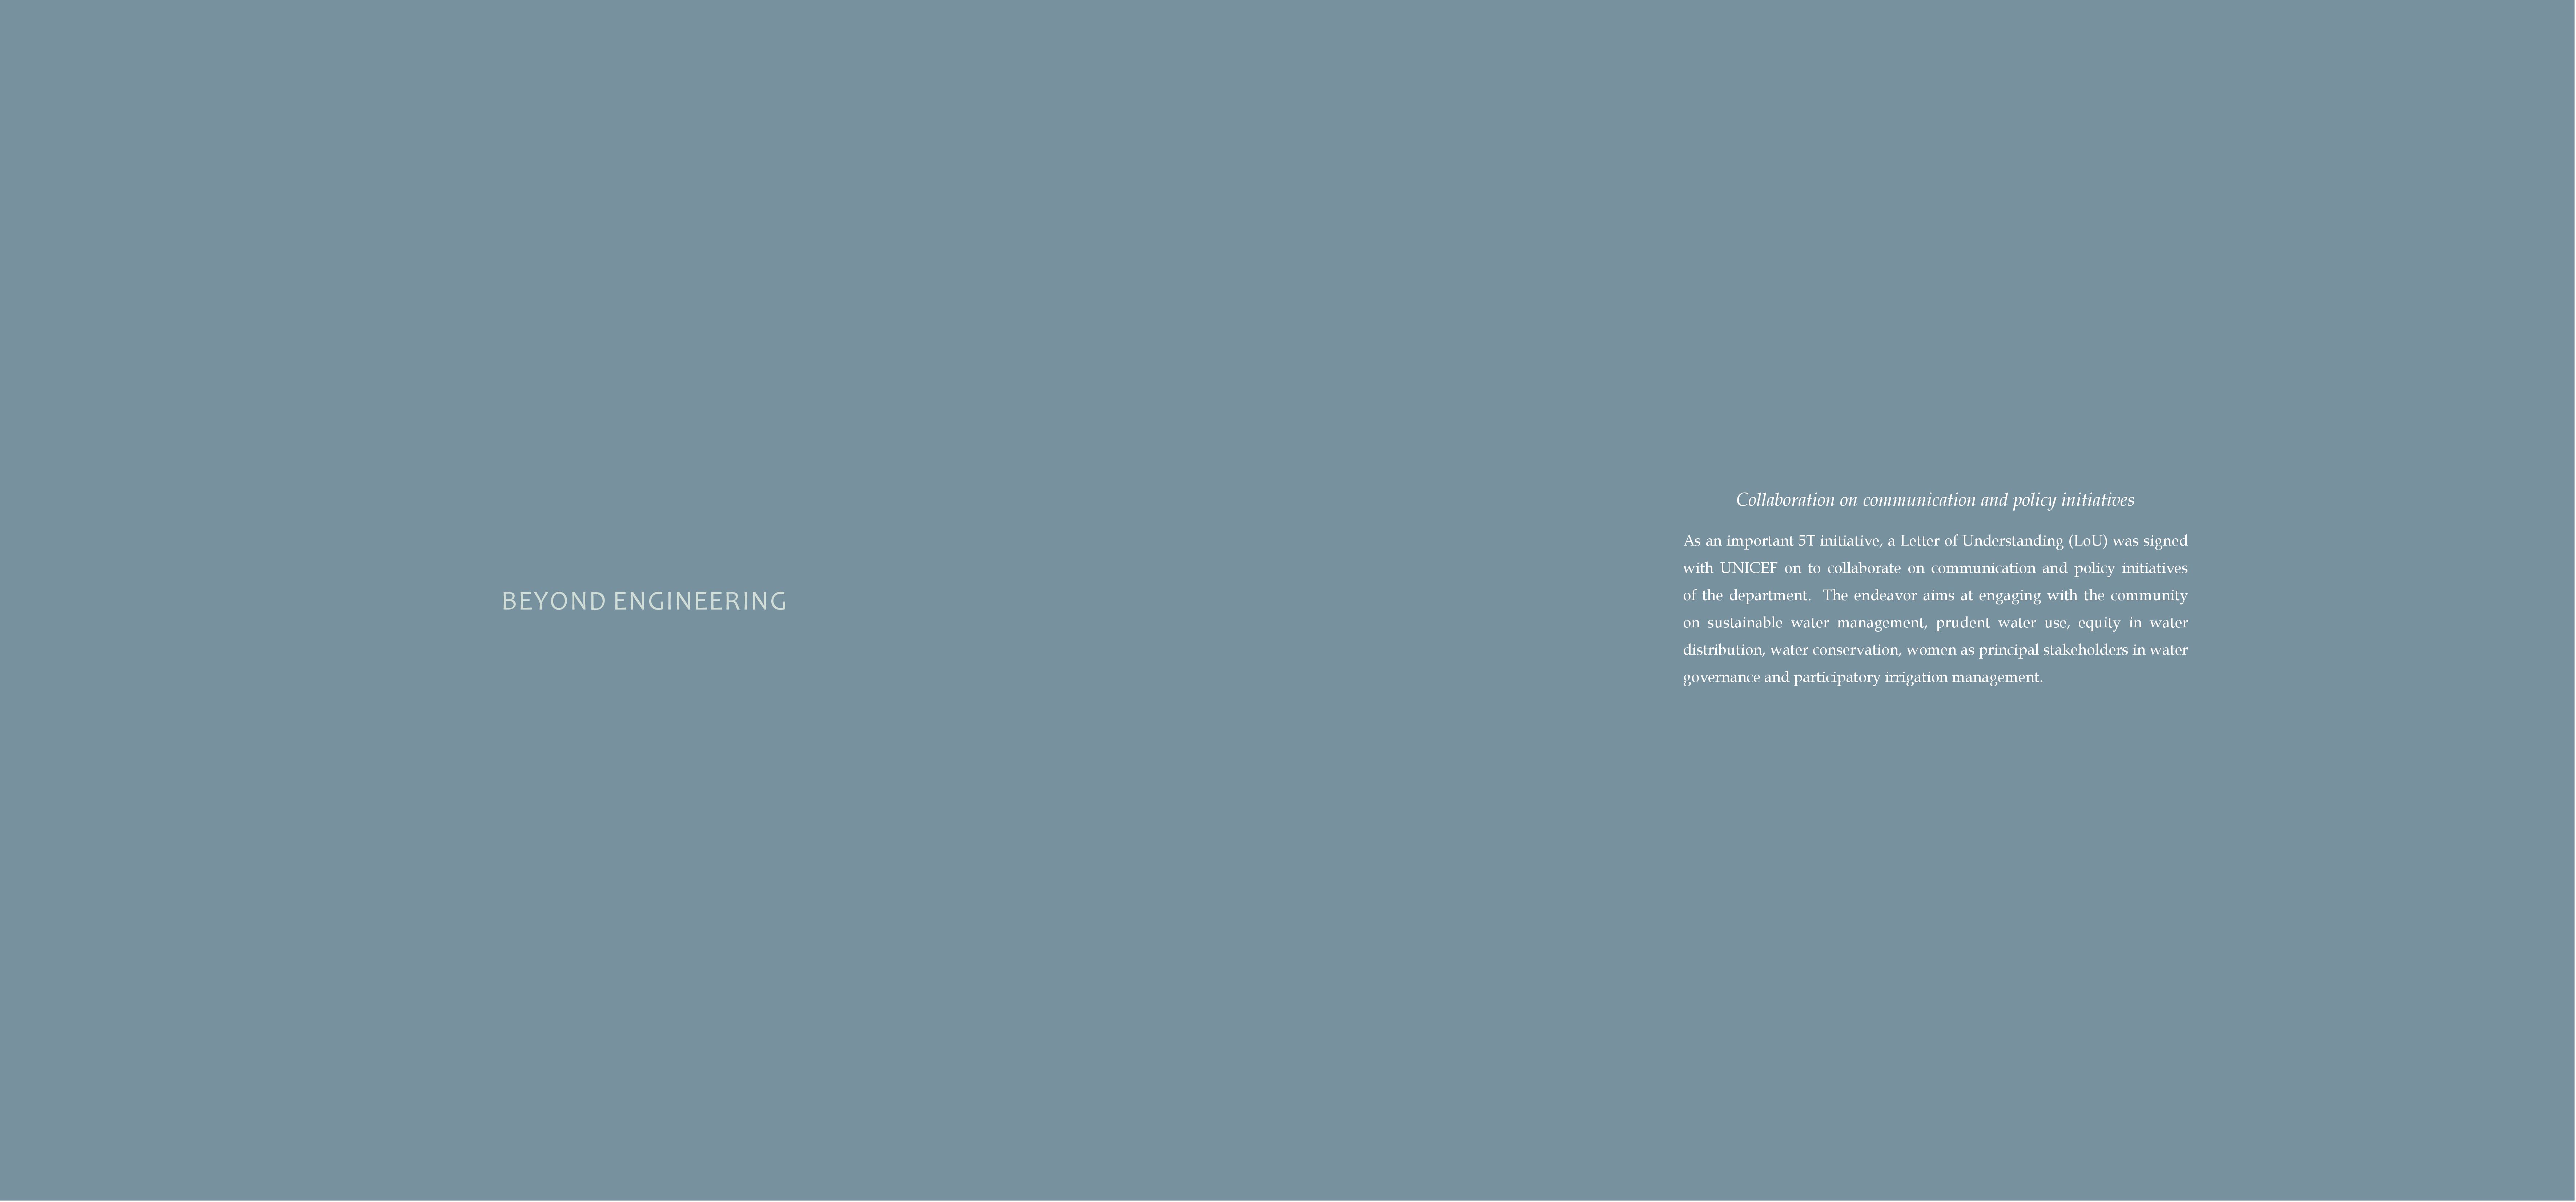 BEYOND ENGINEERING
Collaboration on communication and policy initiatives
As an important 5T initiative, a Letter of Understanding (LoU) was signed
with UNICEF on to collaborate on communication and policy initiatives
of the department.  The endeavor aims at engaging with the community
on sustainable water management, prudent water use, equity in water
distribution, water conservation, women as principal stakeholders in water
governance and participatory irrigation management.